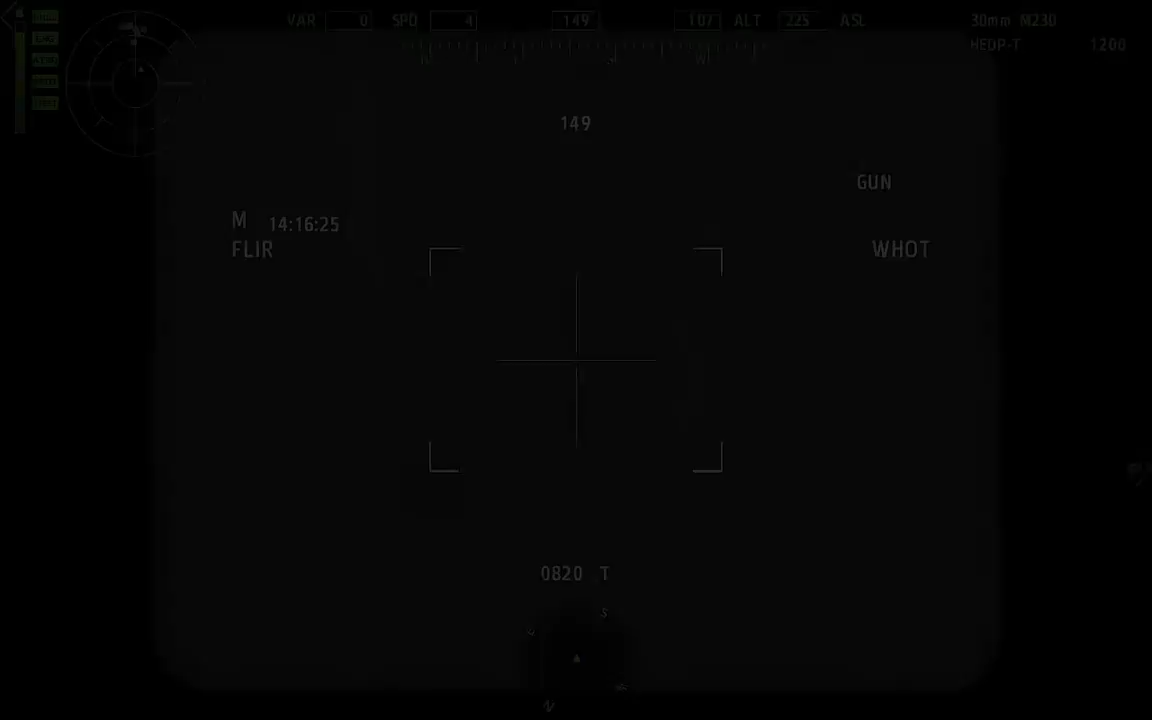 VAR 0 SPD 4 149 107 ALT 225 ASL 30mm M230
HEDP-T 1200
149
GUN
M 14:16:25
FLIR WHOT
0820 T
S
N